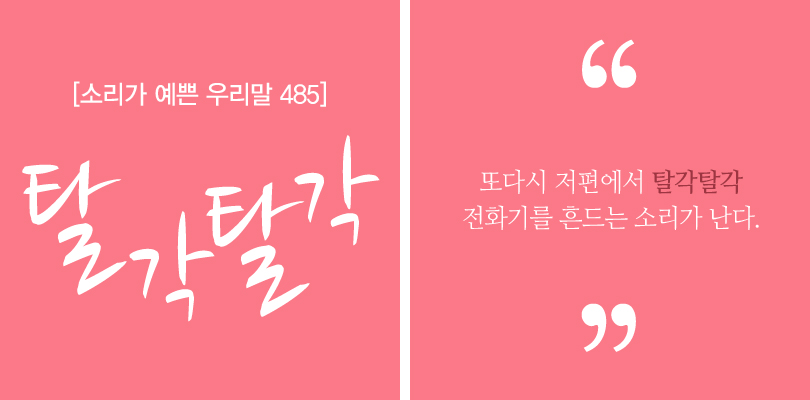 [소리가 예쁜 우리말 485]
탈각탈각
“
또다시 저편에서 탈각탈각
전화기를 흔드는 소리가 난다.
”